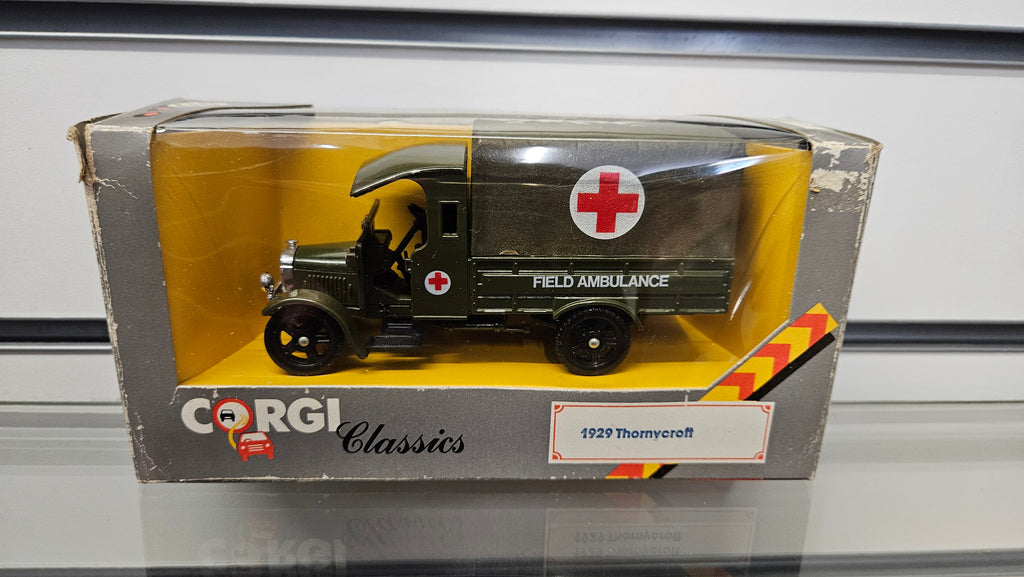 FIELD AMBULANCE
CORGI
Classics
1929 Thornycroft